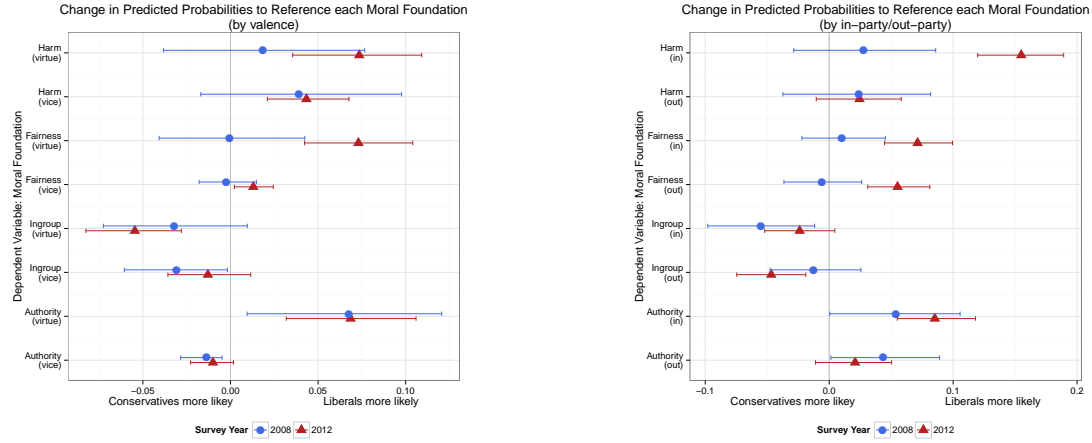 Change in Predicted Probabilities to Reference each Moral Foundation
(by valence)
Dependent Variable: Moral Foundation
Harm
(virtue)
Harm
(vice)
Fairness
(virtue)
Fairness
(vice)
Ingroup
(virtue)
Ingroup
(vice)
Authority
(virtue)
Authority
(vice)
−0.05 0.00 0.05 0.10
Conservatives more likey Liberals more likely
Survey Year 2008 2012
Change in Predicted Probabilities to Reference each Moral Foundation
(by in−party/out−party)
Dependent Variable: Moral Foundation
Harm
(in)
Harm
(out)
Fairness
(in)
Fairness
(out)
Ingroup
(in)
Ingroup
(out)
Authority
(in)
Authority
(out)
−0.1 0.0 0.1 0.2
Conservatives more likey Liberals more likely
Survey Year 2008 2012